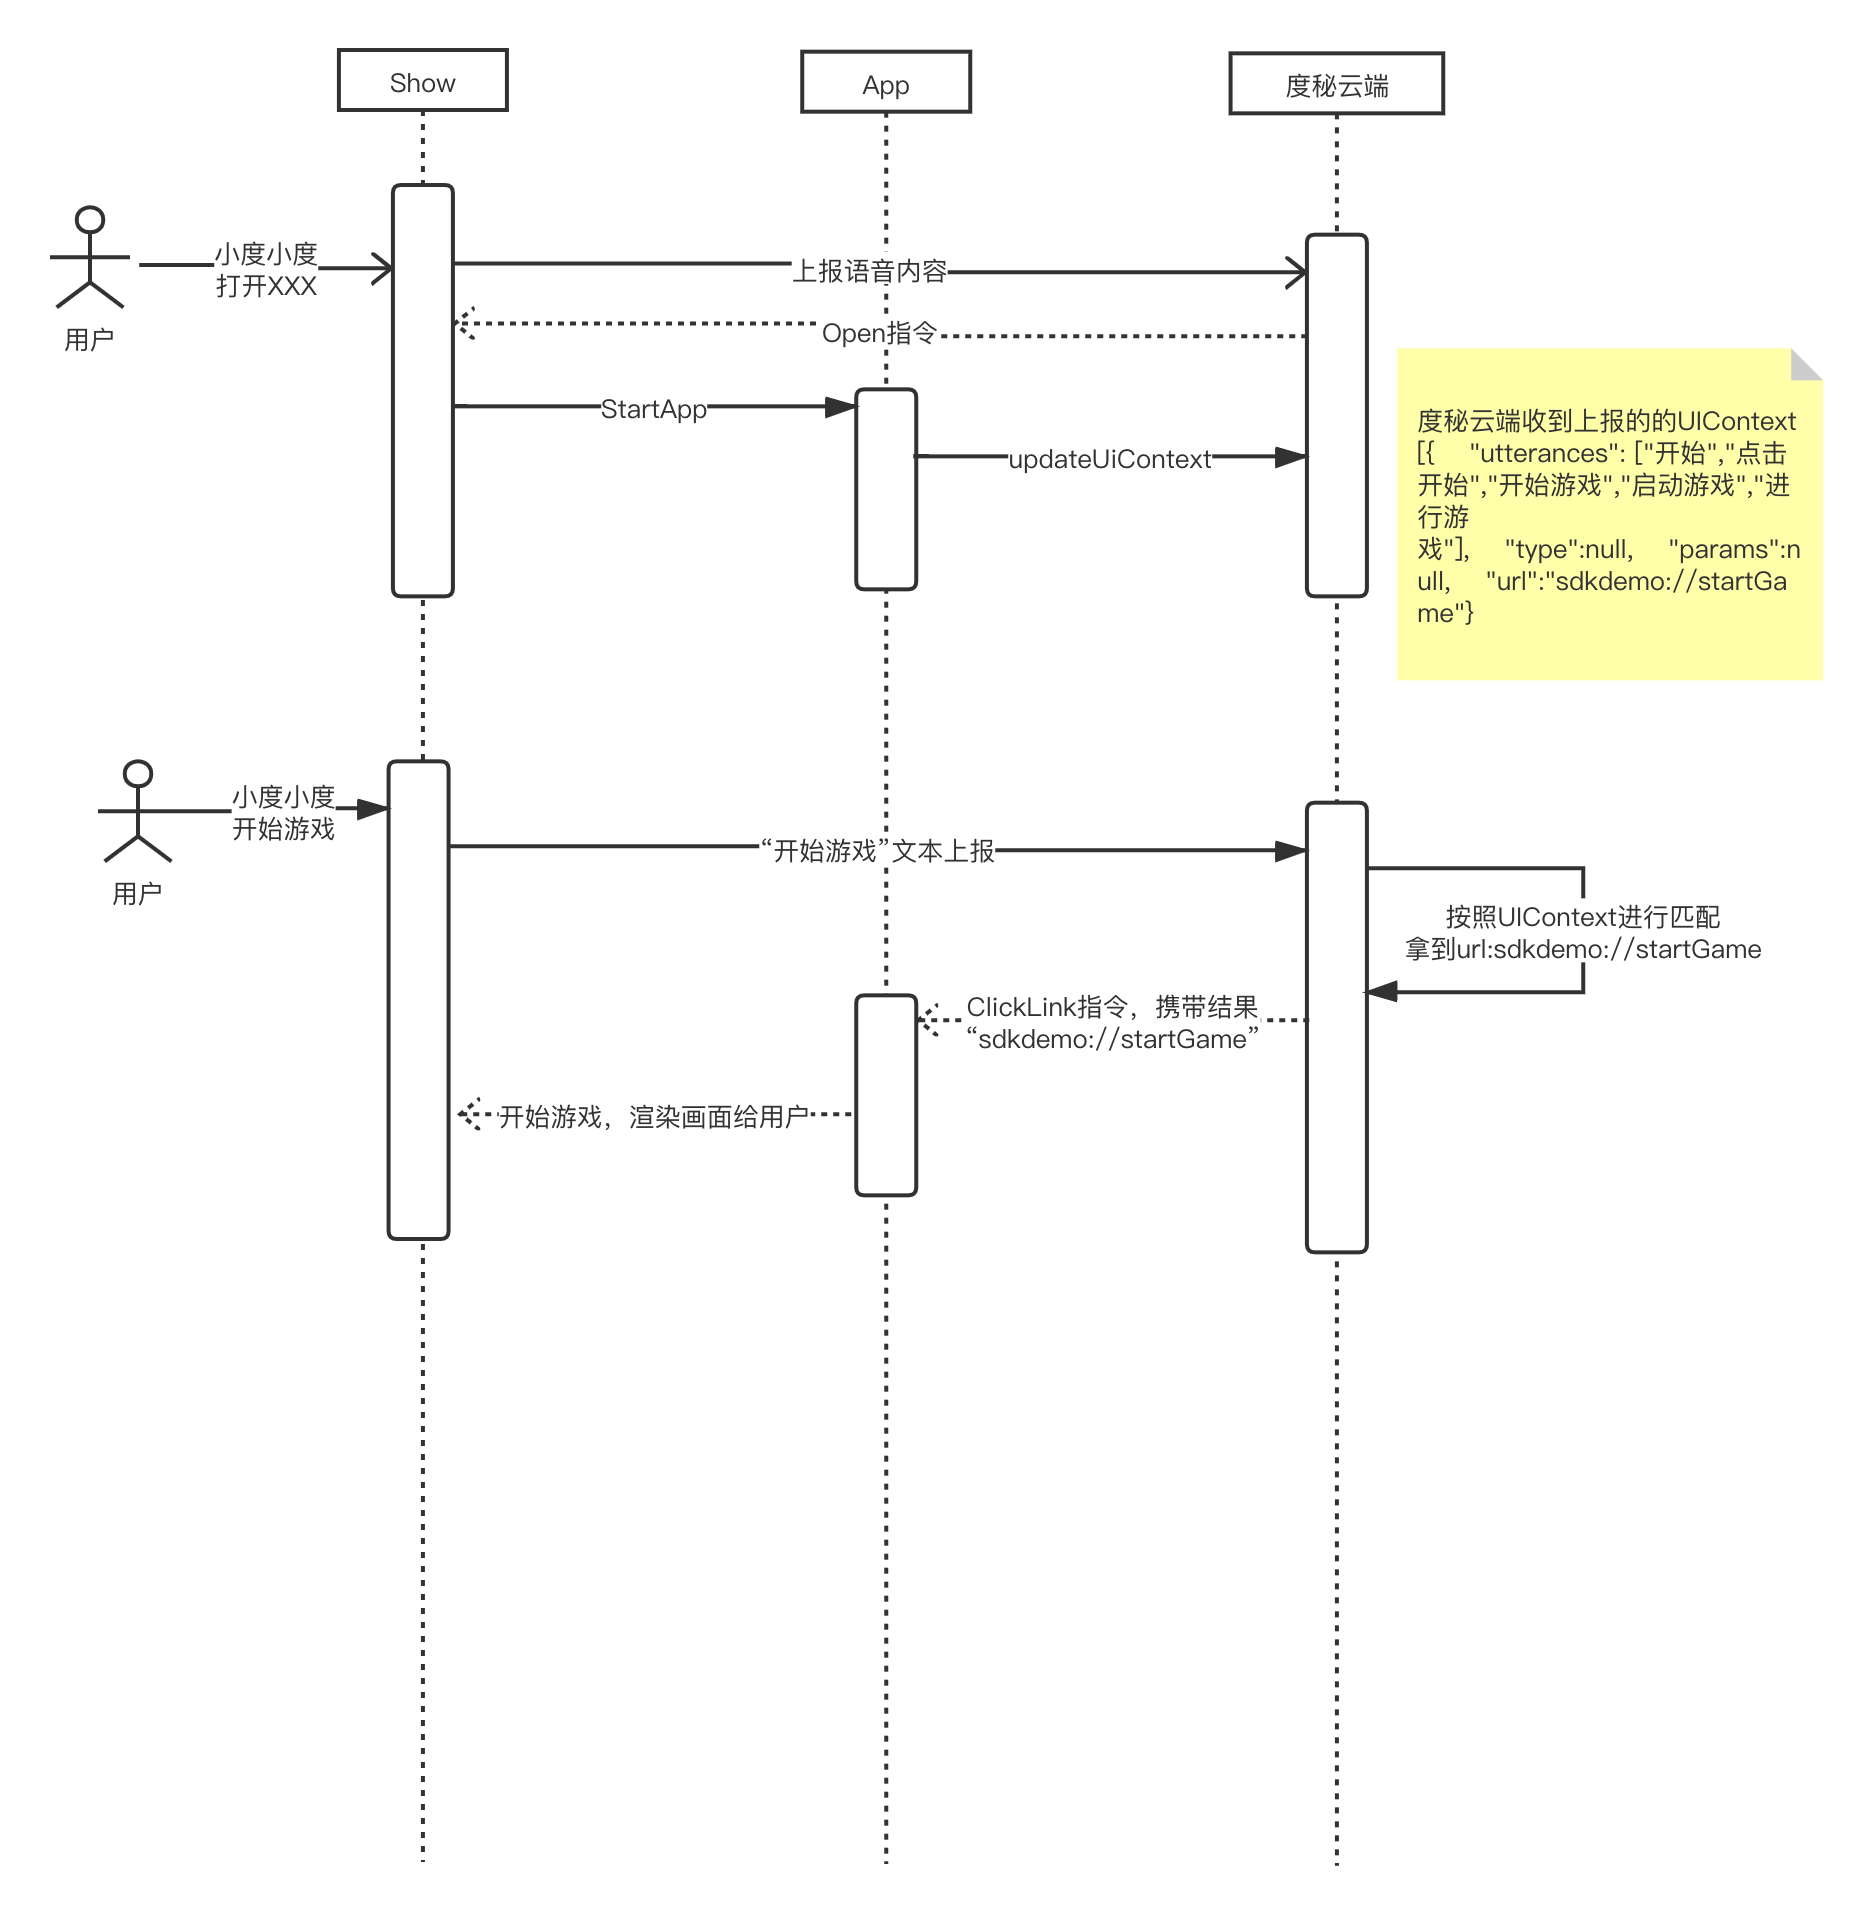 Show
App
度秘云端
小度小度
打开XXX
用户
上报语音内容
Open指令
StartApp
updateUiContext
度秘云端收到上报的的UIContext
[{ "utterances": ["开始","点击
开始","开始游戏","启动游戏","进
行游
戏"], "type":null, "params":n
ull, "url":"sdkdemo://startGa
me"}
小度小度
开始游戏
用户
“开始游戏”文本上报
按照UIContext进行匹配
拿到url:sdkdemo://startGame
ClickLink指令，携带结果
“sdkdemo://startGame”
开始游戏，渲染画面给用户